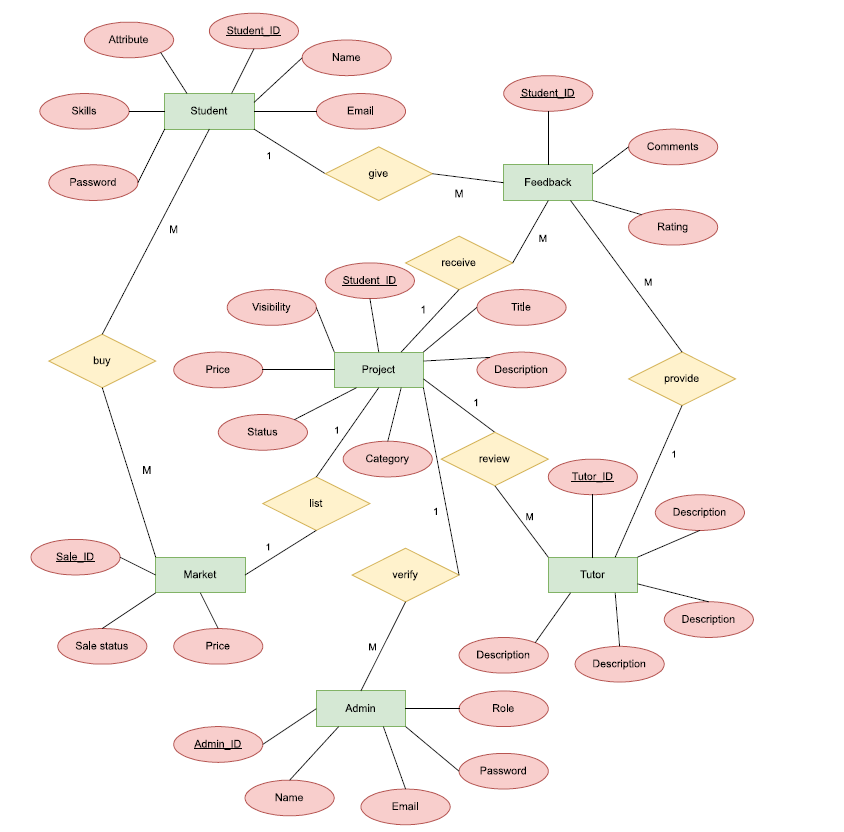 Student_ID
Attribute
Name
Skills
Student
Email
Student_ID
Comments
1
give
Password
M
Feedback
Rating
M
M
receive
Student_ID
M
Visibility
1
Title
buy
Price
Project
Description
provide
1
Status
1
Category
review
1
M
Tutor_ID
list
1
Description
M
1
Sale_ID
Market
verify
Tutor
Description
Sale status
Price
M
Description
Description
Admin
Role
Admin_ID
Password
Name
Email